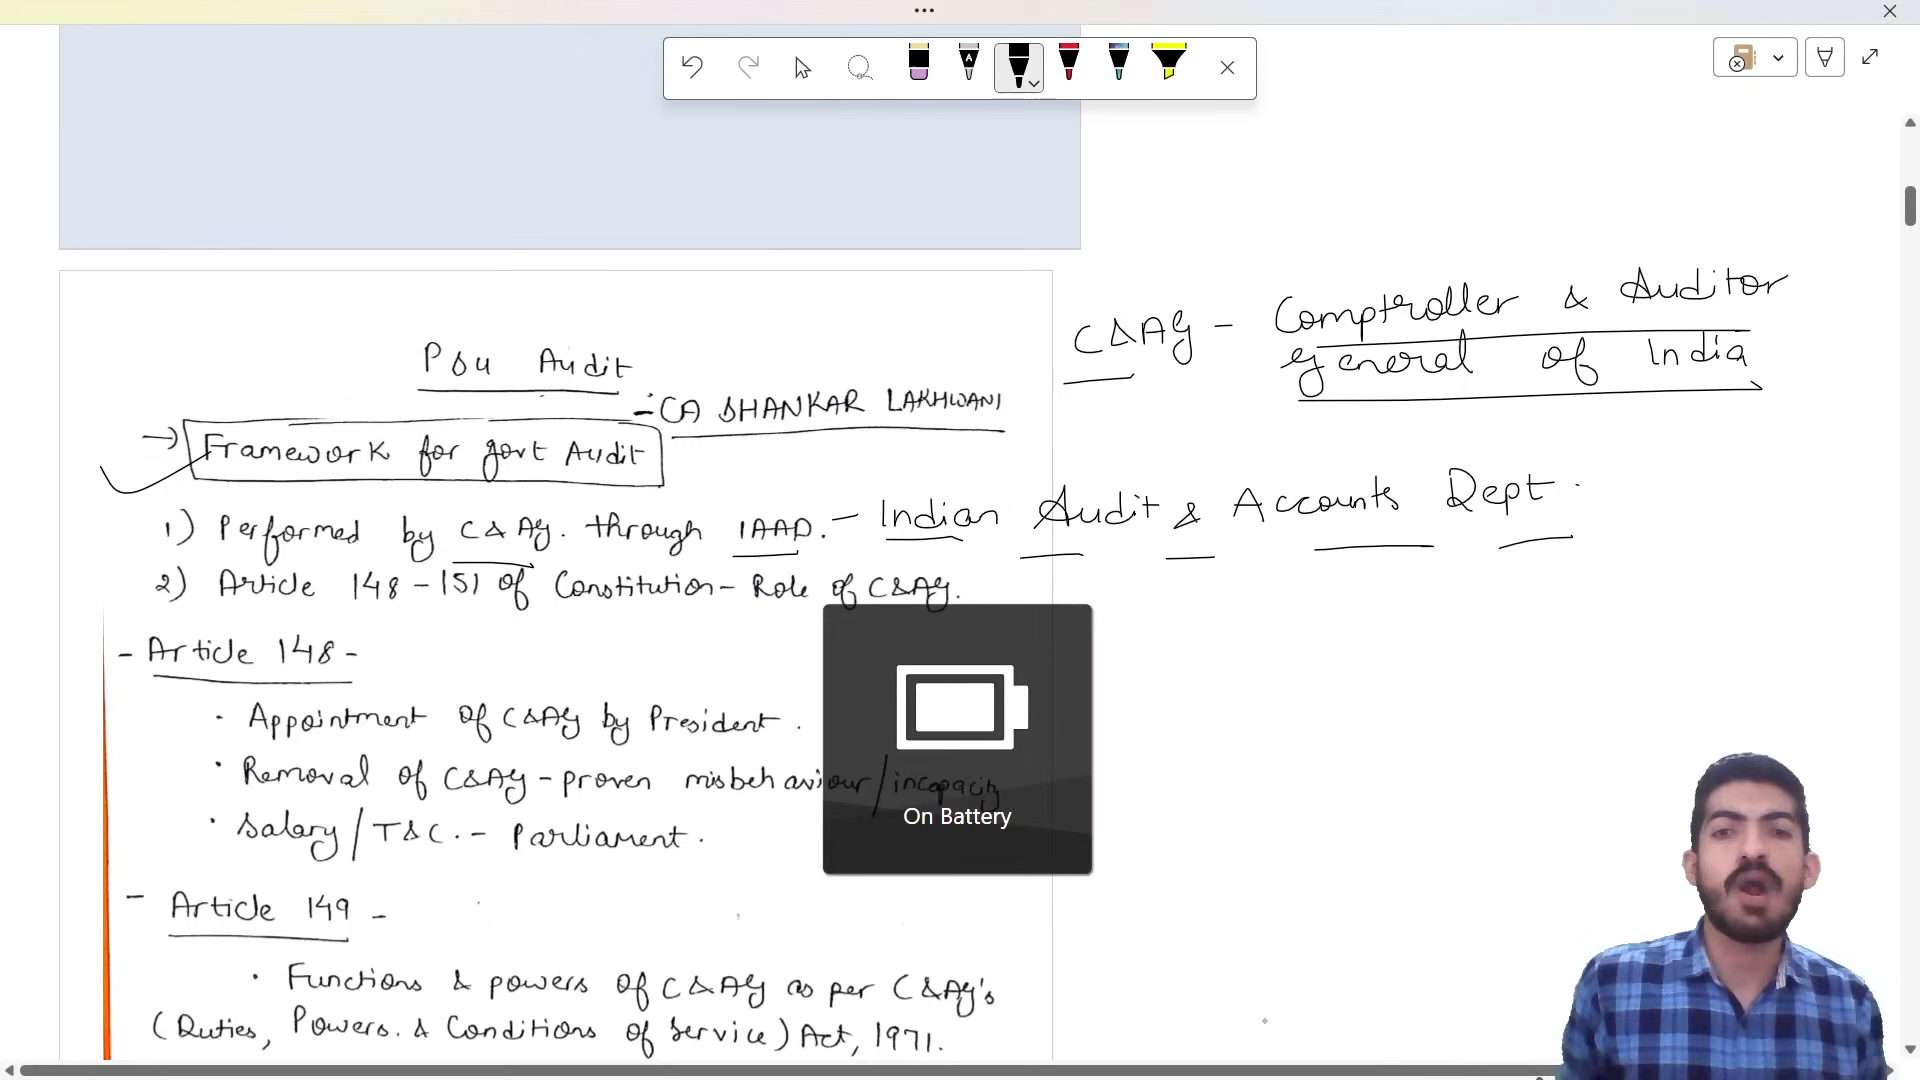 PSU Audit
- CA SHANKAR LAKHWANI
→ Framework for govt Audit
1) Performed by C&AG. through IAAD. - Indian Audit & Accounts Dept.
2) Article 148-151 of Constitution - Role of C&AG.
- Article 148 -
· Appointment of C&AG by President.
· Removal of C&AG - proven misbehaviour/incapacity
· Salary/T&C. - Parliament.
- Article 149 -
· Functions & powers of C&AG as per C&AG's
(Duties, Powers. & Conditions of Service) Act, 1971.
C&AG - Comptroller & Auditor
general of India
On Battery